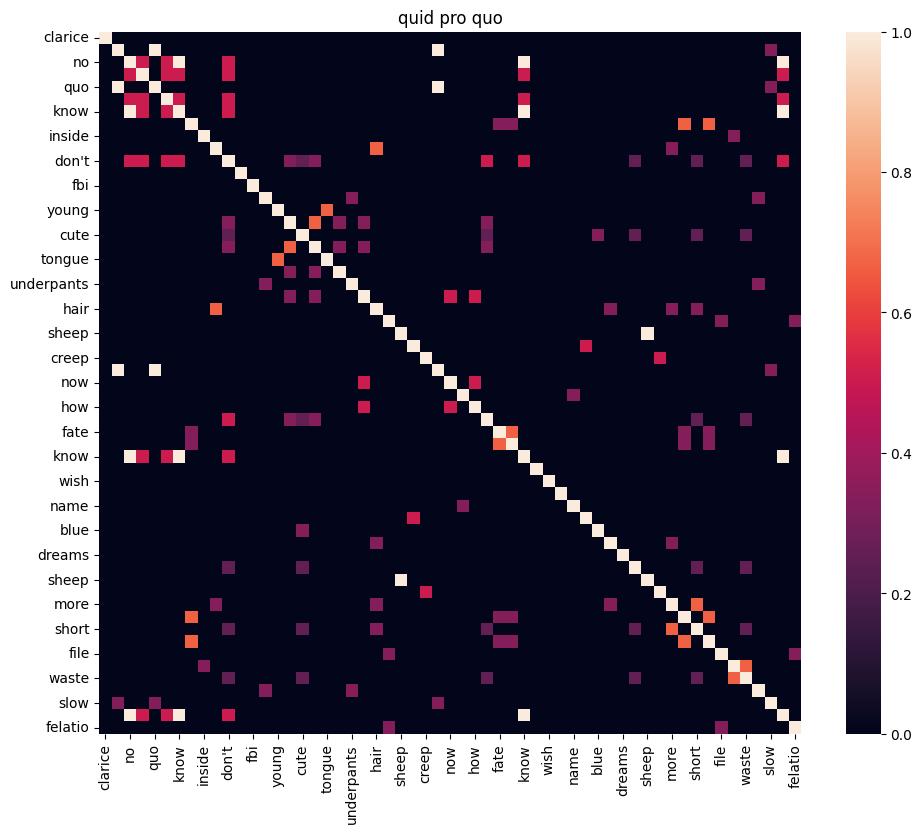 quid pro quo
clarice
no
quo
know
inside
don't
fbi
young
cute
tongue
underpants
hair
sheep
creep
now
how
fate
know
wish
name
blue
dreams
sheep
more
short
file
waste
slow
felatio
1.0
0.8
0.6
0.4
0.2
0.0
clarice
no
quo
know
inside
don't
fbi
young
cute
tongue
underpants
hair
sheep
creep
now
how
fate
know
wish
name
blue
dreams
sheep
more
short
file
waste
slow
felatio